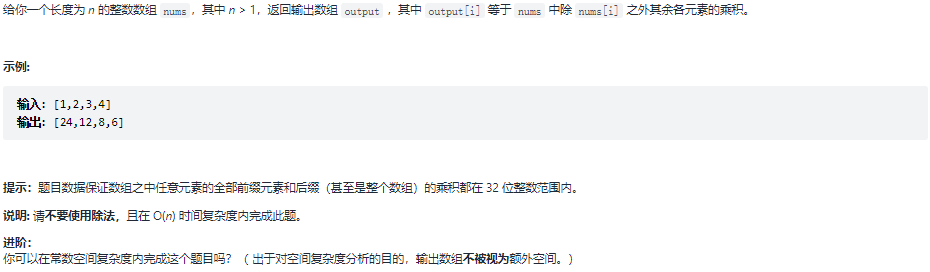 给你一个长度为 n 的整数数组 nums，其中 n > 1，返回输出数组 output ，其中 output[i] 等于 nums 中除 nums[i] 之外其余各元素的乘积。
示例:
输入: [1,2,3,4]
输出: [24,12,8,6]
提示：题目数据保证数组之中任意元素的全部前缀元素和后缀（甚至是整个数组）的乘积都在 32 位整数范围内。
说明: 请不要使用除法，且在 O(n) 时间复杂度内完成此题。
进阶：
你可以在常数空间复杂度内完成这个题目吗？（ 出于对空间复杂度分析的目的，输出数组不被视为额外空间。）